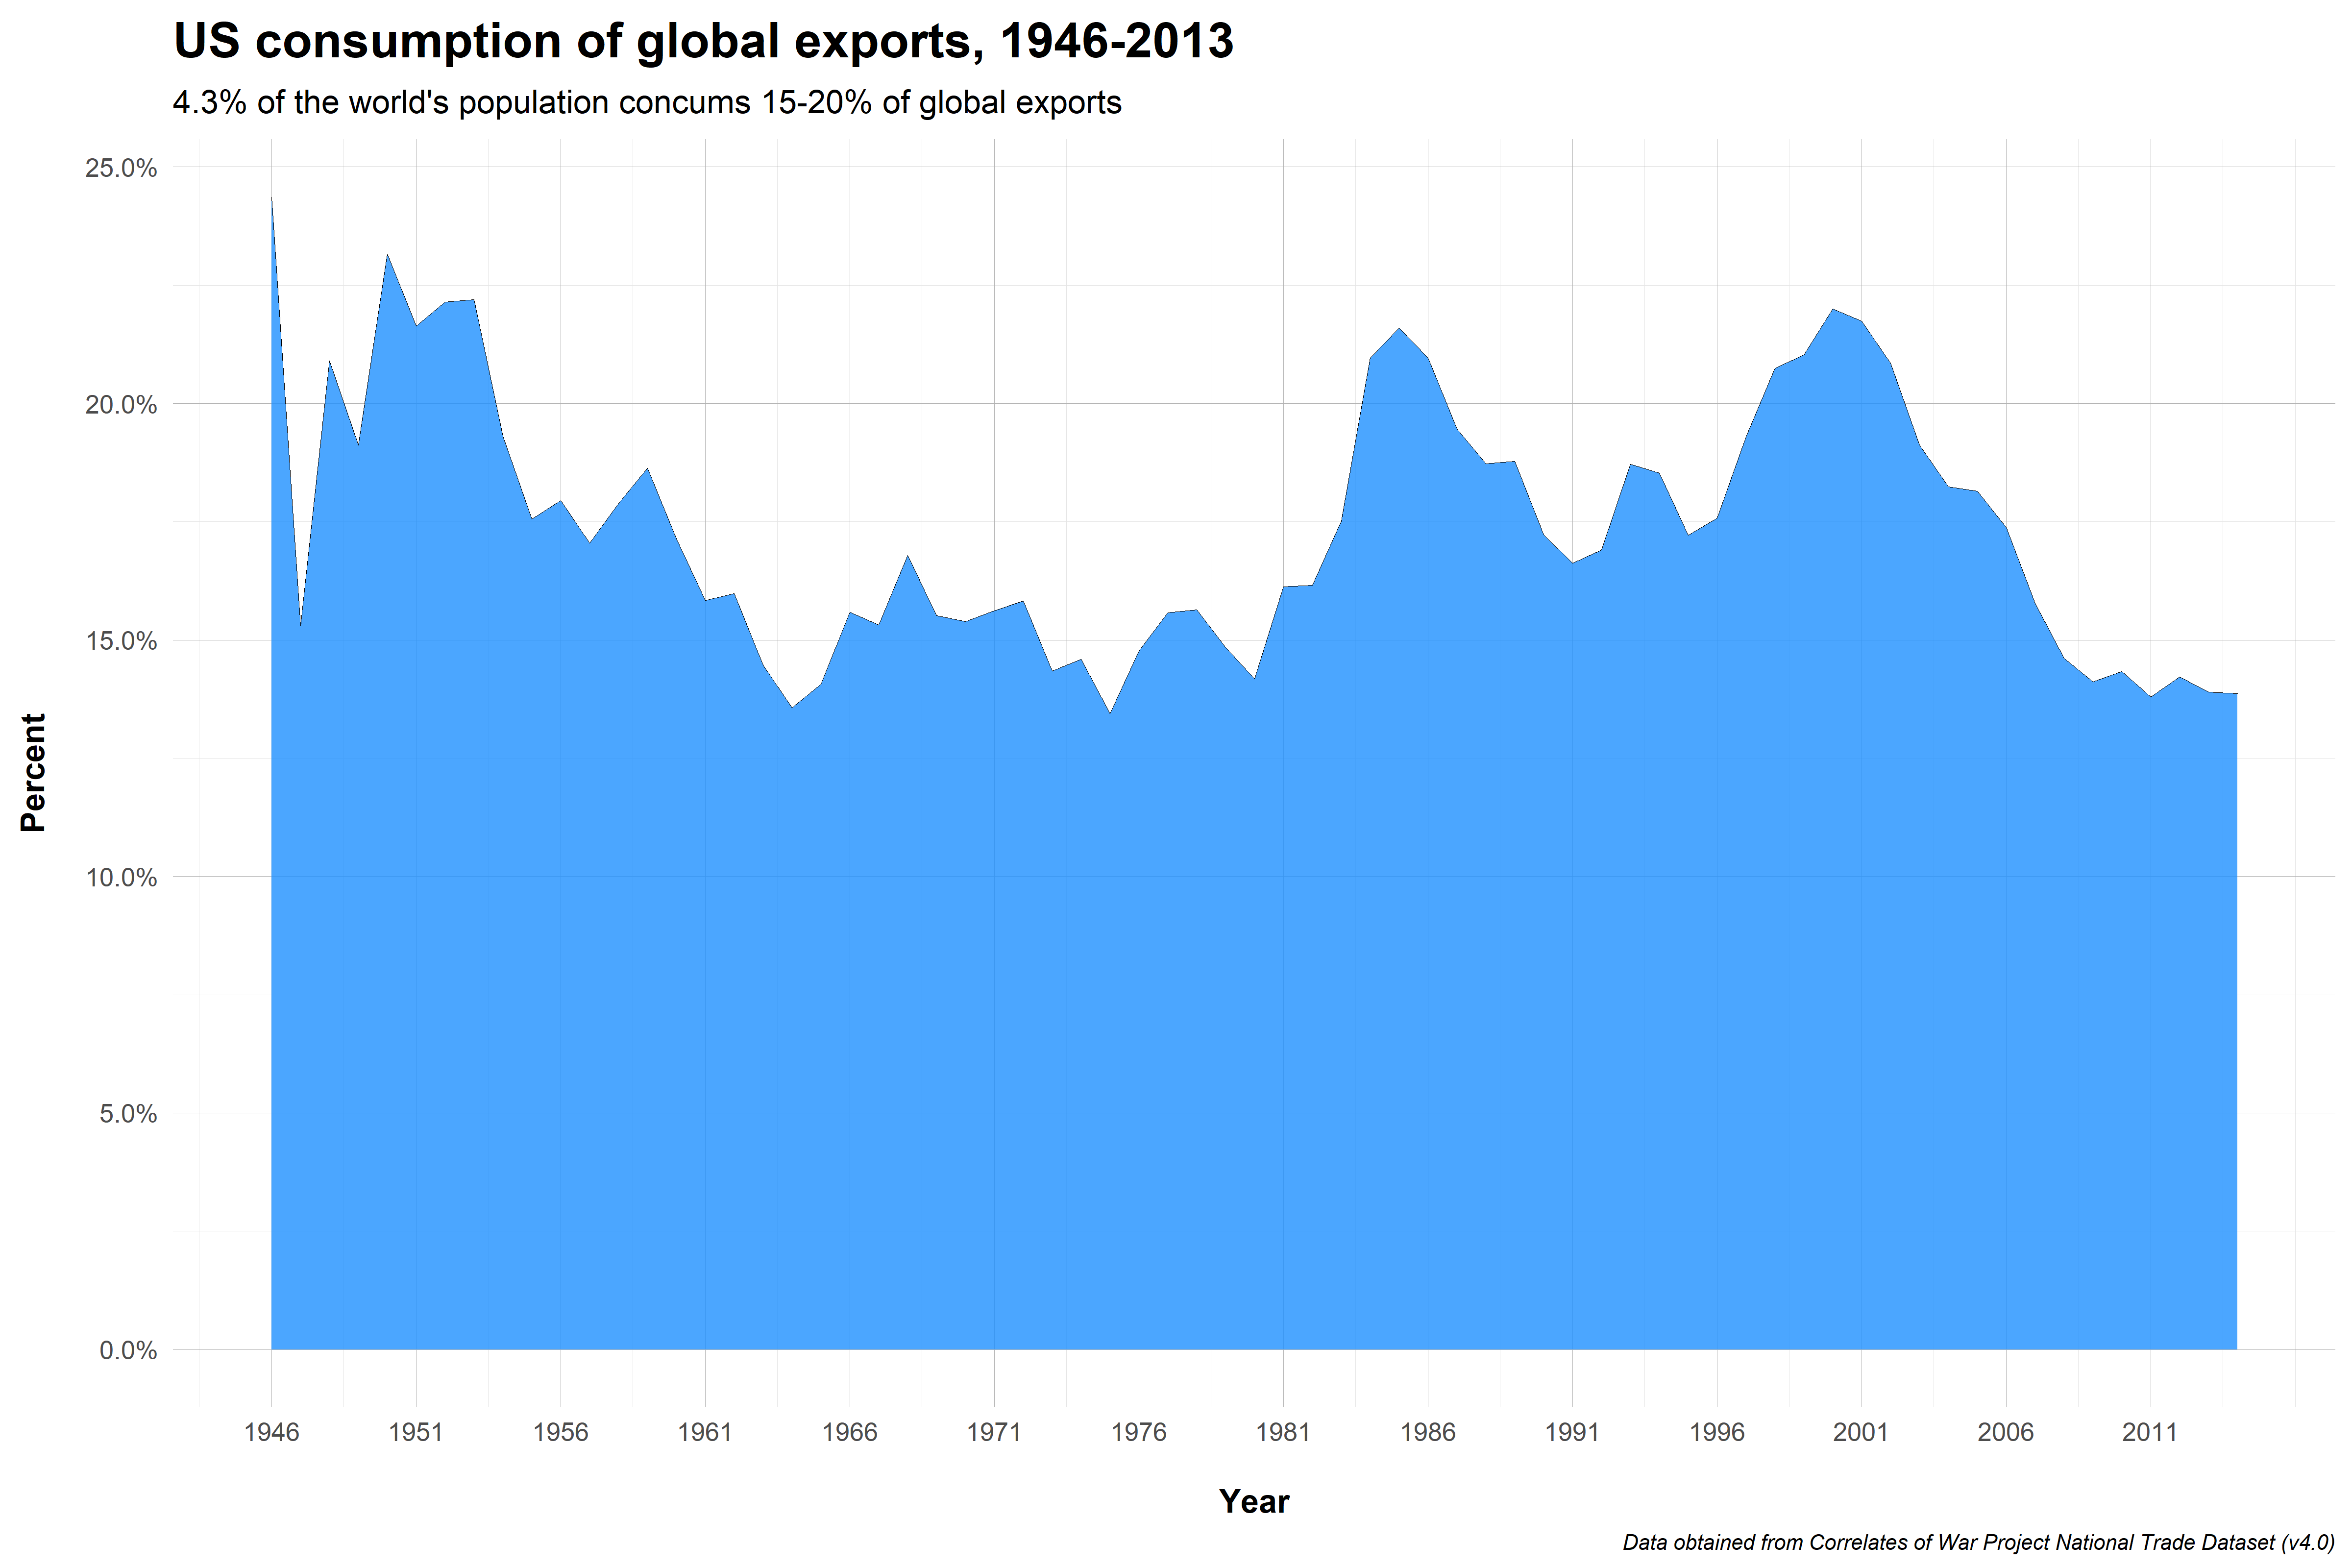 US consumption of global exports, 1946-2013
4.3% of the world's population concums 15-20% of global exports
25.0%
20.0%
15.0%
10.0%
5.0%
0.0%
Percent
1946 1951 1956 1961 1966 1971 1976 1981 1986 1991 1996 2001 2006 2011
Year
Data obtained from Correlates of War Project National Trade Dataset (v4.0)